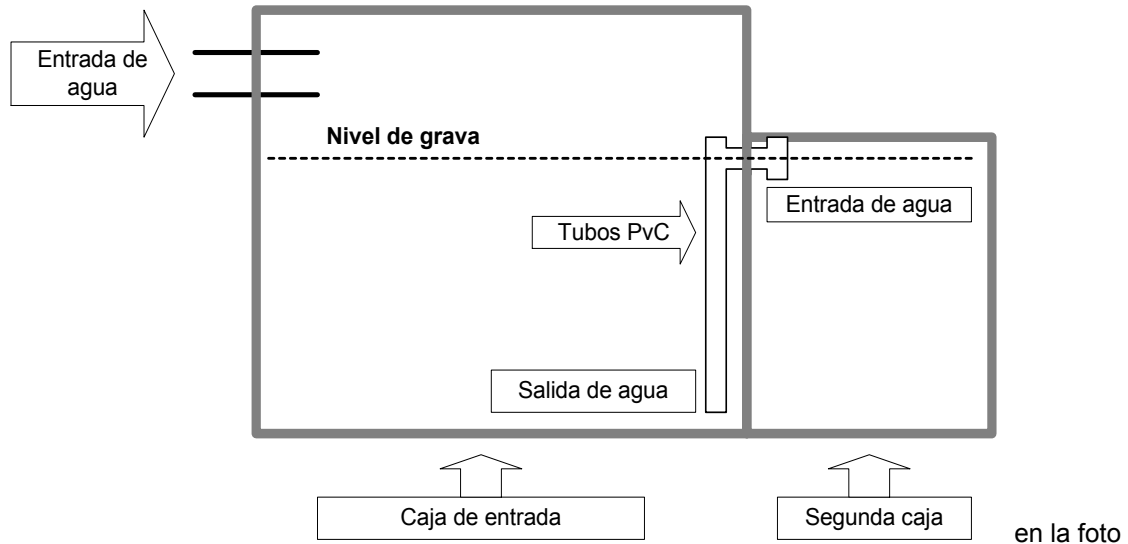 Entrada de
agua
Nivel de grava
Entrada de agua
Tubos PvC
Salida de agua
Caja de entrada
Segunda caja
en la foto